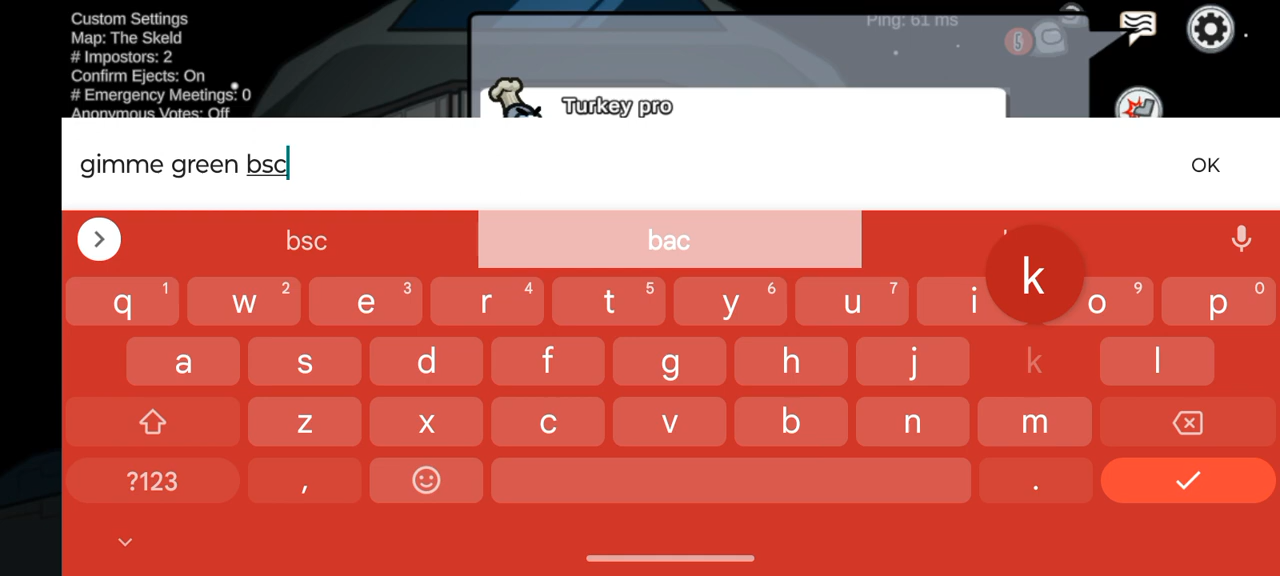 Custom Settings
Map: The Skeld
# Impostors: 2
Confirm Ejects: On
# Emergency Meetings: 0
Anonymous Votes: Off
Ping: 61 ms
Turkey pro
gimme green bsc
OK
bsc bac
k
q 1 w 2 e 3 r 4 t 5 y 6 u 7 i o 9 p 0
a s d f g h j k l
z x c v b n m
?123 , .